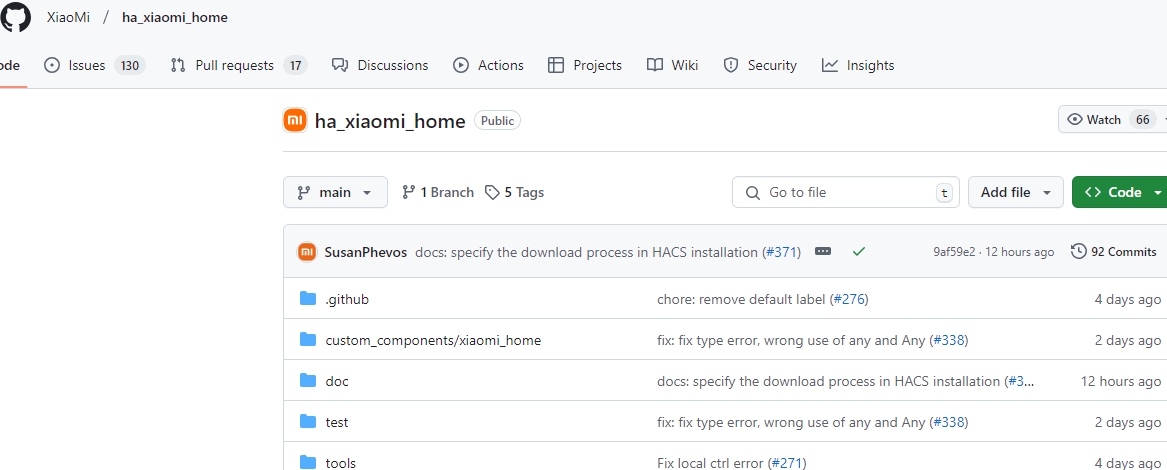 XiaoMi / ha_xiaomi_home
ode Issues 130 Pull requests 17 Discussions Actions Projects Wiki Security Insights
mi ha_xiaomi_home Public Watch 66
main 1 Branch 5 Tags Go to file t Add file <> Code
mi SusanPhevos docs: specify the download process in HACS installation (#371) 9af59e2 · 12 hours ago 92 Commits
.github chore: remove default label (#276) 4 days ago
custom_components/xiaomi_home fix: fix type error, wrong use of any and Any (#338) 2 days ago
doc docs: specify the download process in HACS installation (#3... 12 hours ago
test fix: fix type error, wrong use of any and Any (#338) 2 days ago
tools Fix local ctrl error (#271) 4 days ago